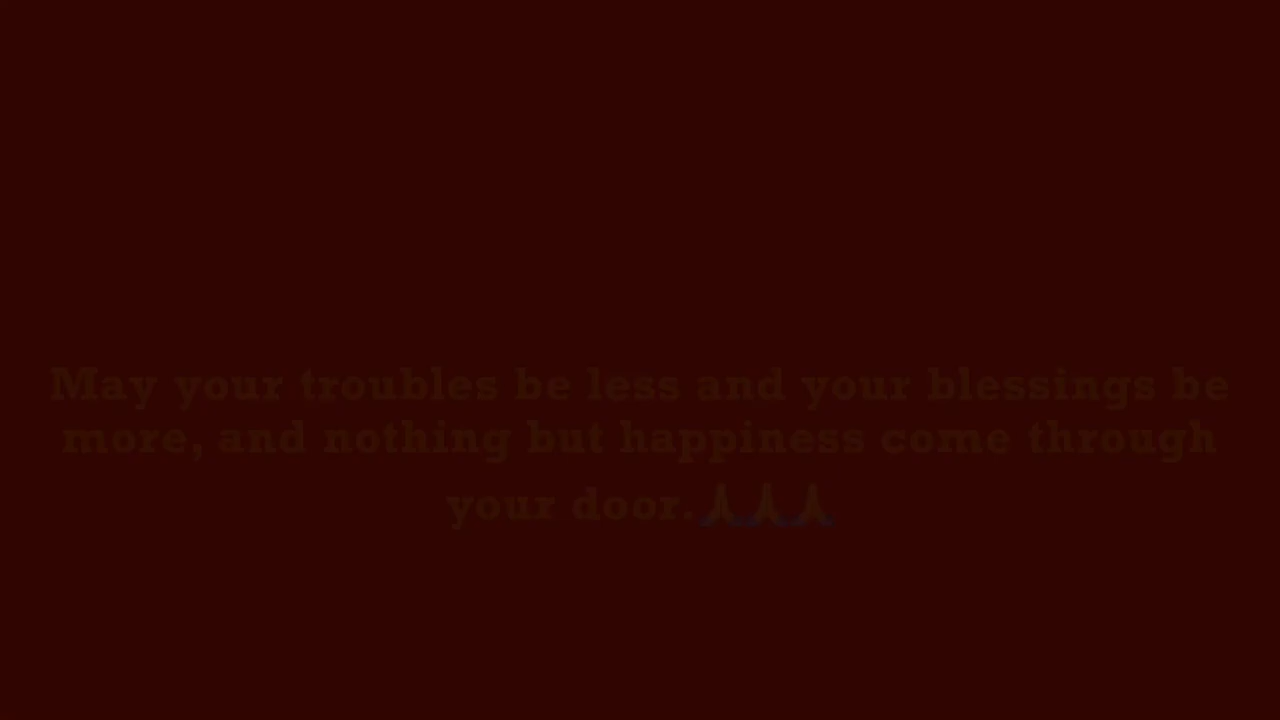 May your troubles be less and your blessings be
more, and nothing but happiness come through
your door.🙏🙏🙏